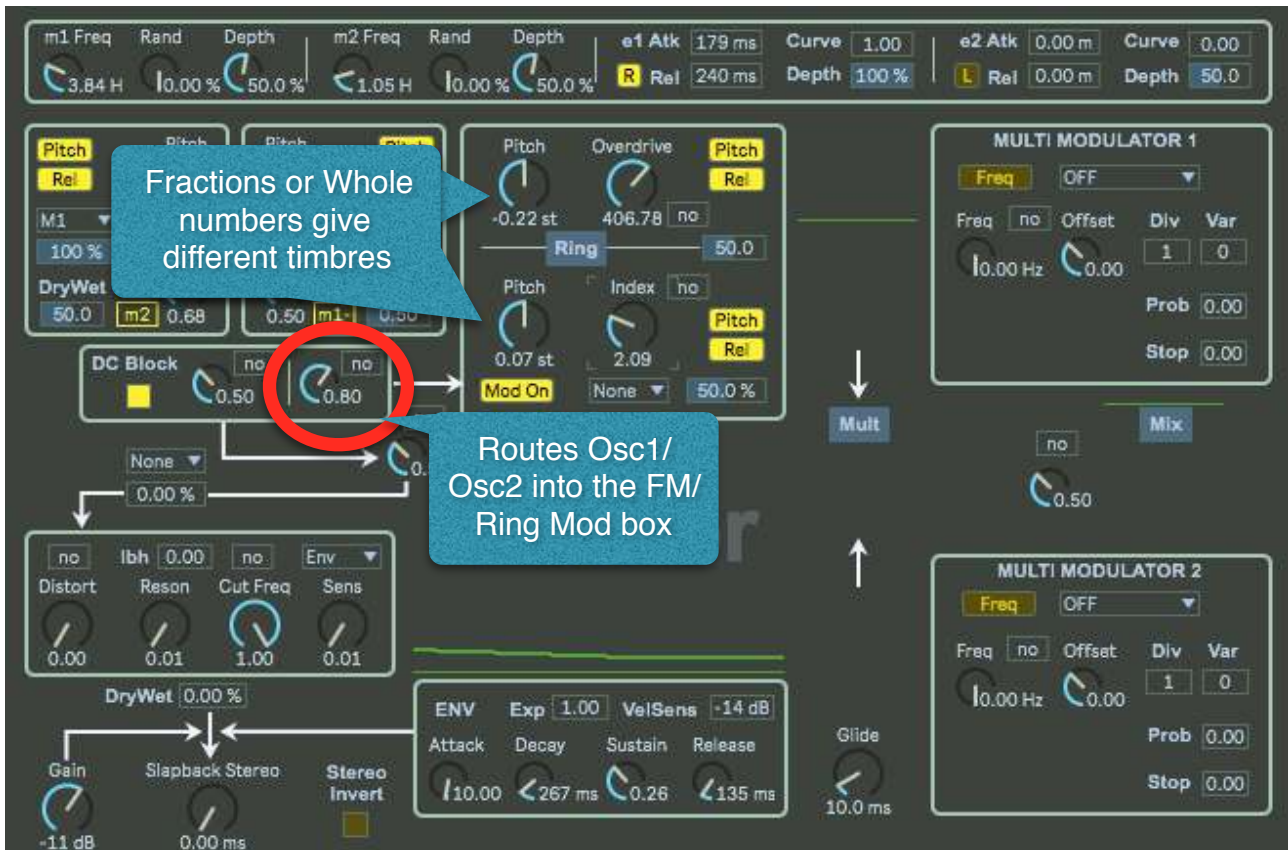 m1 Freq Rand Depth m2 Freq Rand Depth e1 Atk 179 ms Curve 1.00 e2 Atk 0.00 m Curve 0.00
3.84 H 0.00 % 50.0 % 1.05 H 0.00 % 50.0 % R Rel 240 ms Depth 100 % L Rel 0.00 m Depth 50.0
Pitch
Rel
M1
100 %
DryWet
50.0 m2 0.68
0.50 m1-
Fractions or Whole
numbers give
different timbres
Pitch Overdrive Pitch
Rel
-0.22 st 406.78 no
Ring 50.0
Pitch Index no
Pitch
0.07 st 2.09 Rel
Mod On None 50.0 %
MULTI MODULATOR 1
Freq OFF
Freq no Offset Div Var
0.00 Hz 0.00 1 0
Prob 0.00
Stop 0.00
DC Block no no
0.50 0.80
Routes Osc1/
Osc2 into the FM/
Ring Mod box
Mult
Mix
no
0.50
None
0.00 %
no lbh 0.00 no Env
Distort Reson Cut Freq Sens
0.00 0.01 1.00 0.01
DryWet 0.00 %
Gain Slapback Stereo Stereo
Invert
-11 dB 0.00 ms
ENV Exp 1.00 VelSens -14 dB
Attack Decay Sustain Release
10.00 267 ms 0.26 135 ms
Glide
10.0 ms
MULTI MODULATOR 2
Freq OFF
Freq no Offset Div Var
0.00 Hz 0.00 1 0
Prob 0.00
Stop 0.00